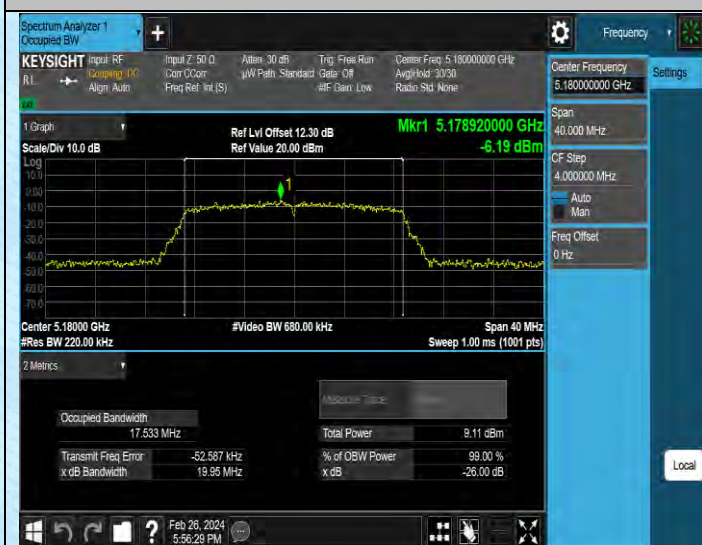 Spectrum Analyzer 1
Occupied BW
+
Frequency
KEYSIGHT Input: RF Input Z: 50 Ω Atten: 30 dB Trig: Free Run Center Freq: 5.180000000 GHz
RL Coupling: DC Corr CCorr µW Path: Standard Gate: Off Avg|Hold: 30/30
Align: Auto Freq Ref: Int (S) #IF Gain: Low Radio Std: None
Center Frequency
5.180000000 GHz
Settings
Span
40.000 MHz
CF Step
4.000000 MHz
Auto
Man
Freq Offset
0 Hz
1 Graph
Ref Lvl Offset 12.30 dB
Mkr1 5.178920000 GHz
Scale/Div 10.0 dB
Ref Value 20.00 dBm
-6.19 dBm
Log
10.0
0.00
-10.0
-20.0
-30.0
-40.0
-50.0
-60.0
-70.0
1
Center 5.18000 GHz
#Video BW 680.00 kHz
Span 40 MHz
#Res BW 220.00 kHz
Sweep 1.00 ms (1001 pts)
2 Metrics
Measure Trace
Occupied Bandwidth
17.533 MHz
Total Power 9.11 dBm
Transmit Freq Error -52.587 kHz
% of OBW Power 99.00 %
x dB Bandwidth 19.95 MHz
x dB -26.00 dB
Local
?
Feb 26, 2024
5:56:29 PM